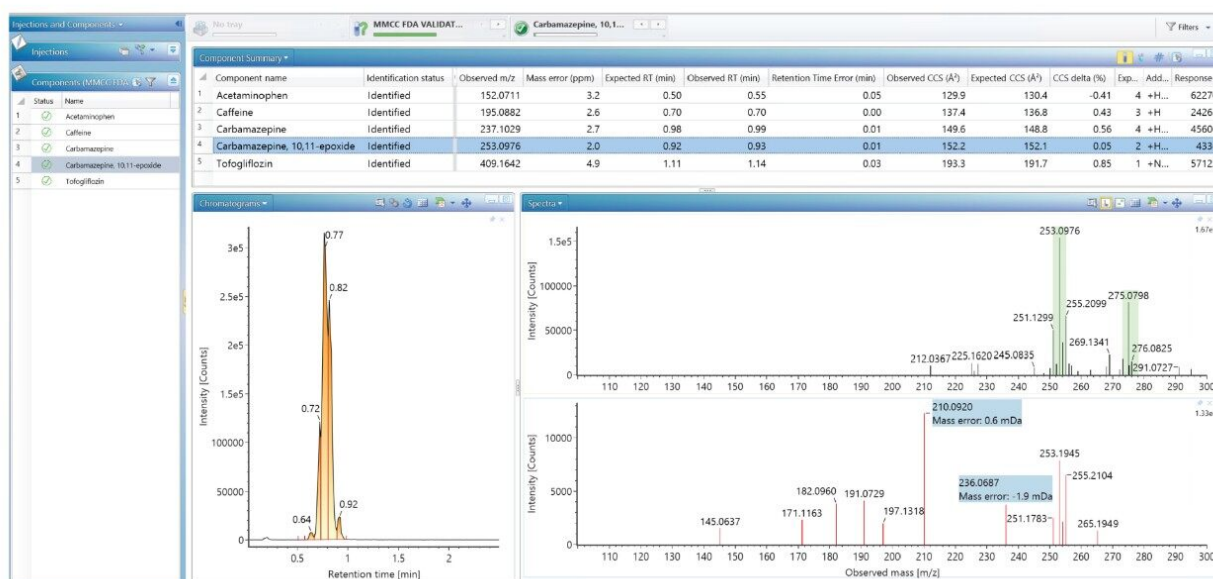 Injections and Components
No tray
MMCC FDA VALIDAT...
Carbamazepine, 10,1...
Filters
Injections
Components (MMCC FDA
Status Name
1 Acetaminophen
2 Caffeine
3 Carbamazepine
4 Carbamazepine, 10,11-epoxide
5 Tofogliflozin
Component Summary
Component name Identification status Observed m/z Mass error (ppm) Expected RT (min) Observed RT (min) Retention Time Error (min) Observed CCS (Å²) Expected CCS (Å²) CCS delta (%) Exp... Add... Response
1 Acetaminophen Identified 152.0711 3.2 0.50 0.55 0.05 129.9 130.4 -0.41 4 +H...
2 Caffeine Identified 195.0882 2.6 0.70 0.70 0.00 137.4 136.8 0.43 3 +H 2426
3 Carbamazepine Identified 237.1029 2.7 0.98 0.99 0.01 149.6 148.8 0.56 4 +H... 4560
4 Carbamazepine, 10,11-epoxide Identified 253.0976 2.0 0.92 0.93 0.01 152.2 152.1 0.05 2 +H... 433
5 Tofogliflozin Identified 409.1642 4.9 1.11 1.14 0.03 193.3 191.7 0.85 1 +N... 5712
Chromatograms
Intensity [Counts]
3e5
2.5e5
2e5
1.5e5
100000
50000
0
0.77
0.82
0.72
0.64
0.92
0.5 1 1.5 2
Retention time [min]
Spectra
1.67e
Intensity [Counts]
1.5e5
100000
50000
0
253.0976
275.0798
251.1299
255.2099
269.1341
276.0825
212.0367
225.1620
245.0835
291.0727
100 110 120 130 140 150 160 170 180 190 200 210 220 230 240 250 260 270 280 290 300
1.33e
Intensity [Counts]
10000
5000
0
210.0920
Mass error: 0.6 mDa
253.1945
255.2104
236.0687
Mass error: -1.9 mDa
182.0960
191.0729
171.1163
197.1318
251.1783
145.0637
265.1949
100 110 120 130 140 150 160 170 180 190 200 210 220 230 240 250 260 270 280 290 300
Observed mass [m/z]